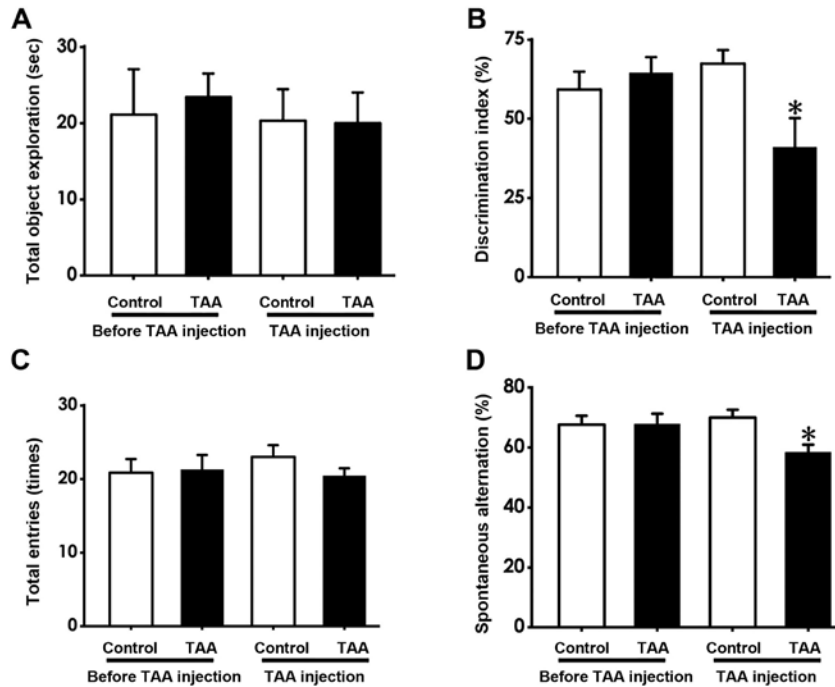 A
Total object exploration (sec)
30
20
10
0
Control TAA Control TAA
Before TAA injection TAA injection
B
Discrimination index (%)
75
50
25
0
*
Control TAA Control TAA
Before TAA injection TAA injection
C
Total entries (times)
30
20
10
0
Control TAA Control TAA
Before TAA injection TAA injection
D
Spontaneous alternation (%)
80
60
40
20
0
*
Control TAA Control TAA
Before TAA injection TAA injection